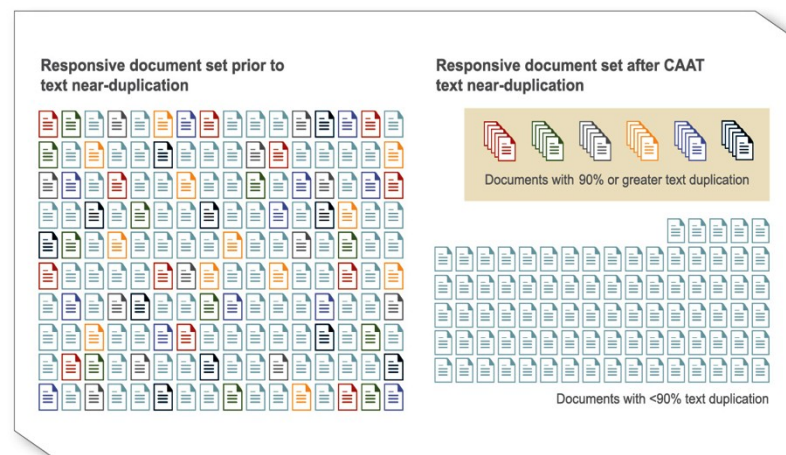 Responsive document set prior to
text near-duplication
Responsive document set after CAAT
text near-duplication
Documents with 90% or greater text duplication
Documents with <90% text duplication